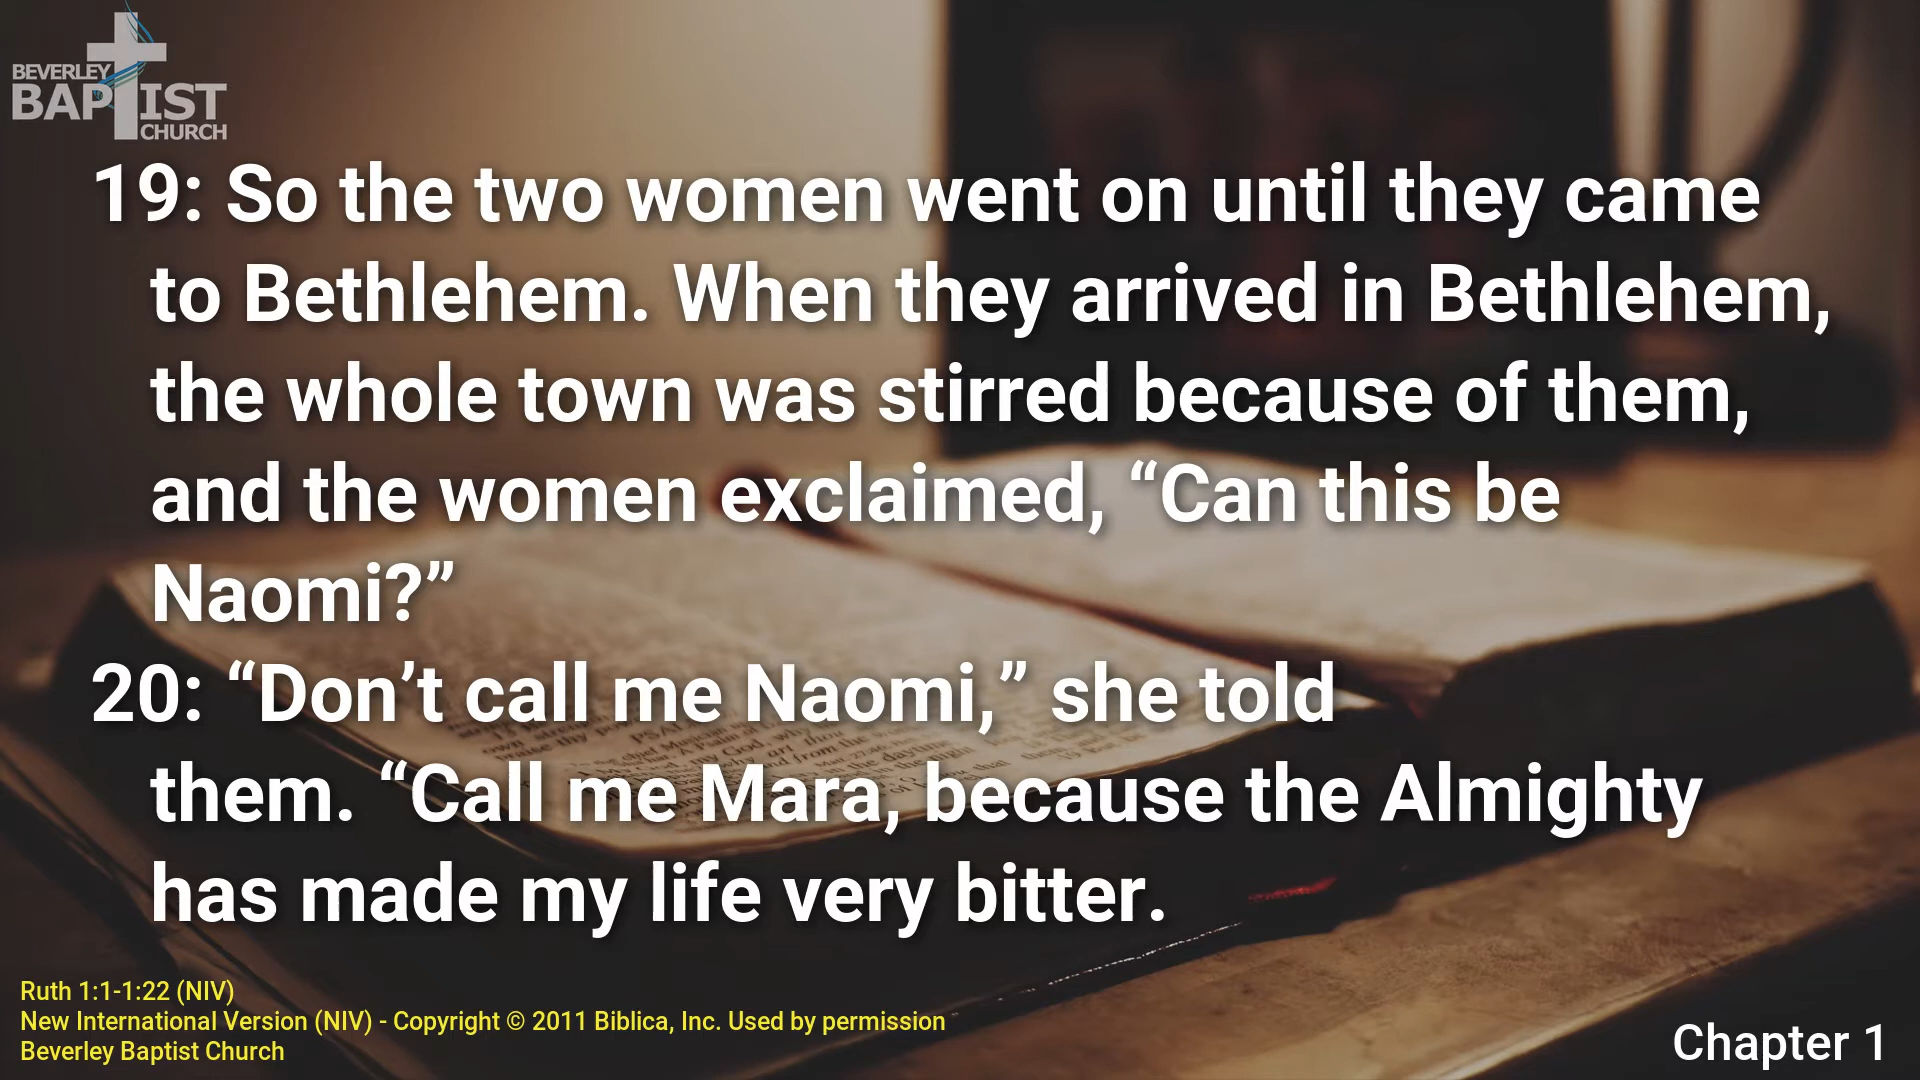 BEVERLEY
BAPTIST
CHURCH
19: So the two women went on until they came
to Bethlehem. When they arrived in Bethlehem,
the whole town was stirred because of them,
and the women exclaimed, “Can this be
Naomi?”
20: “Don’t call me Naomi,” she told
them. “Call me Mara, because the Almighty
has made my life very bitter.
Ruth 1:1-1:22 (NIV)
New International Version (NIV) - Copyright © 2011 Biblica, Inc. Used by permission
Beverley Baptist Church
Chapter 1